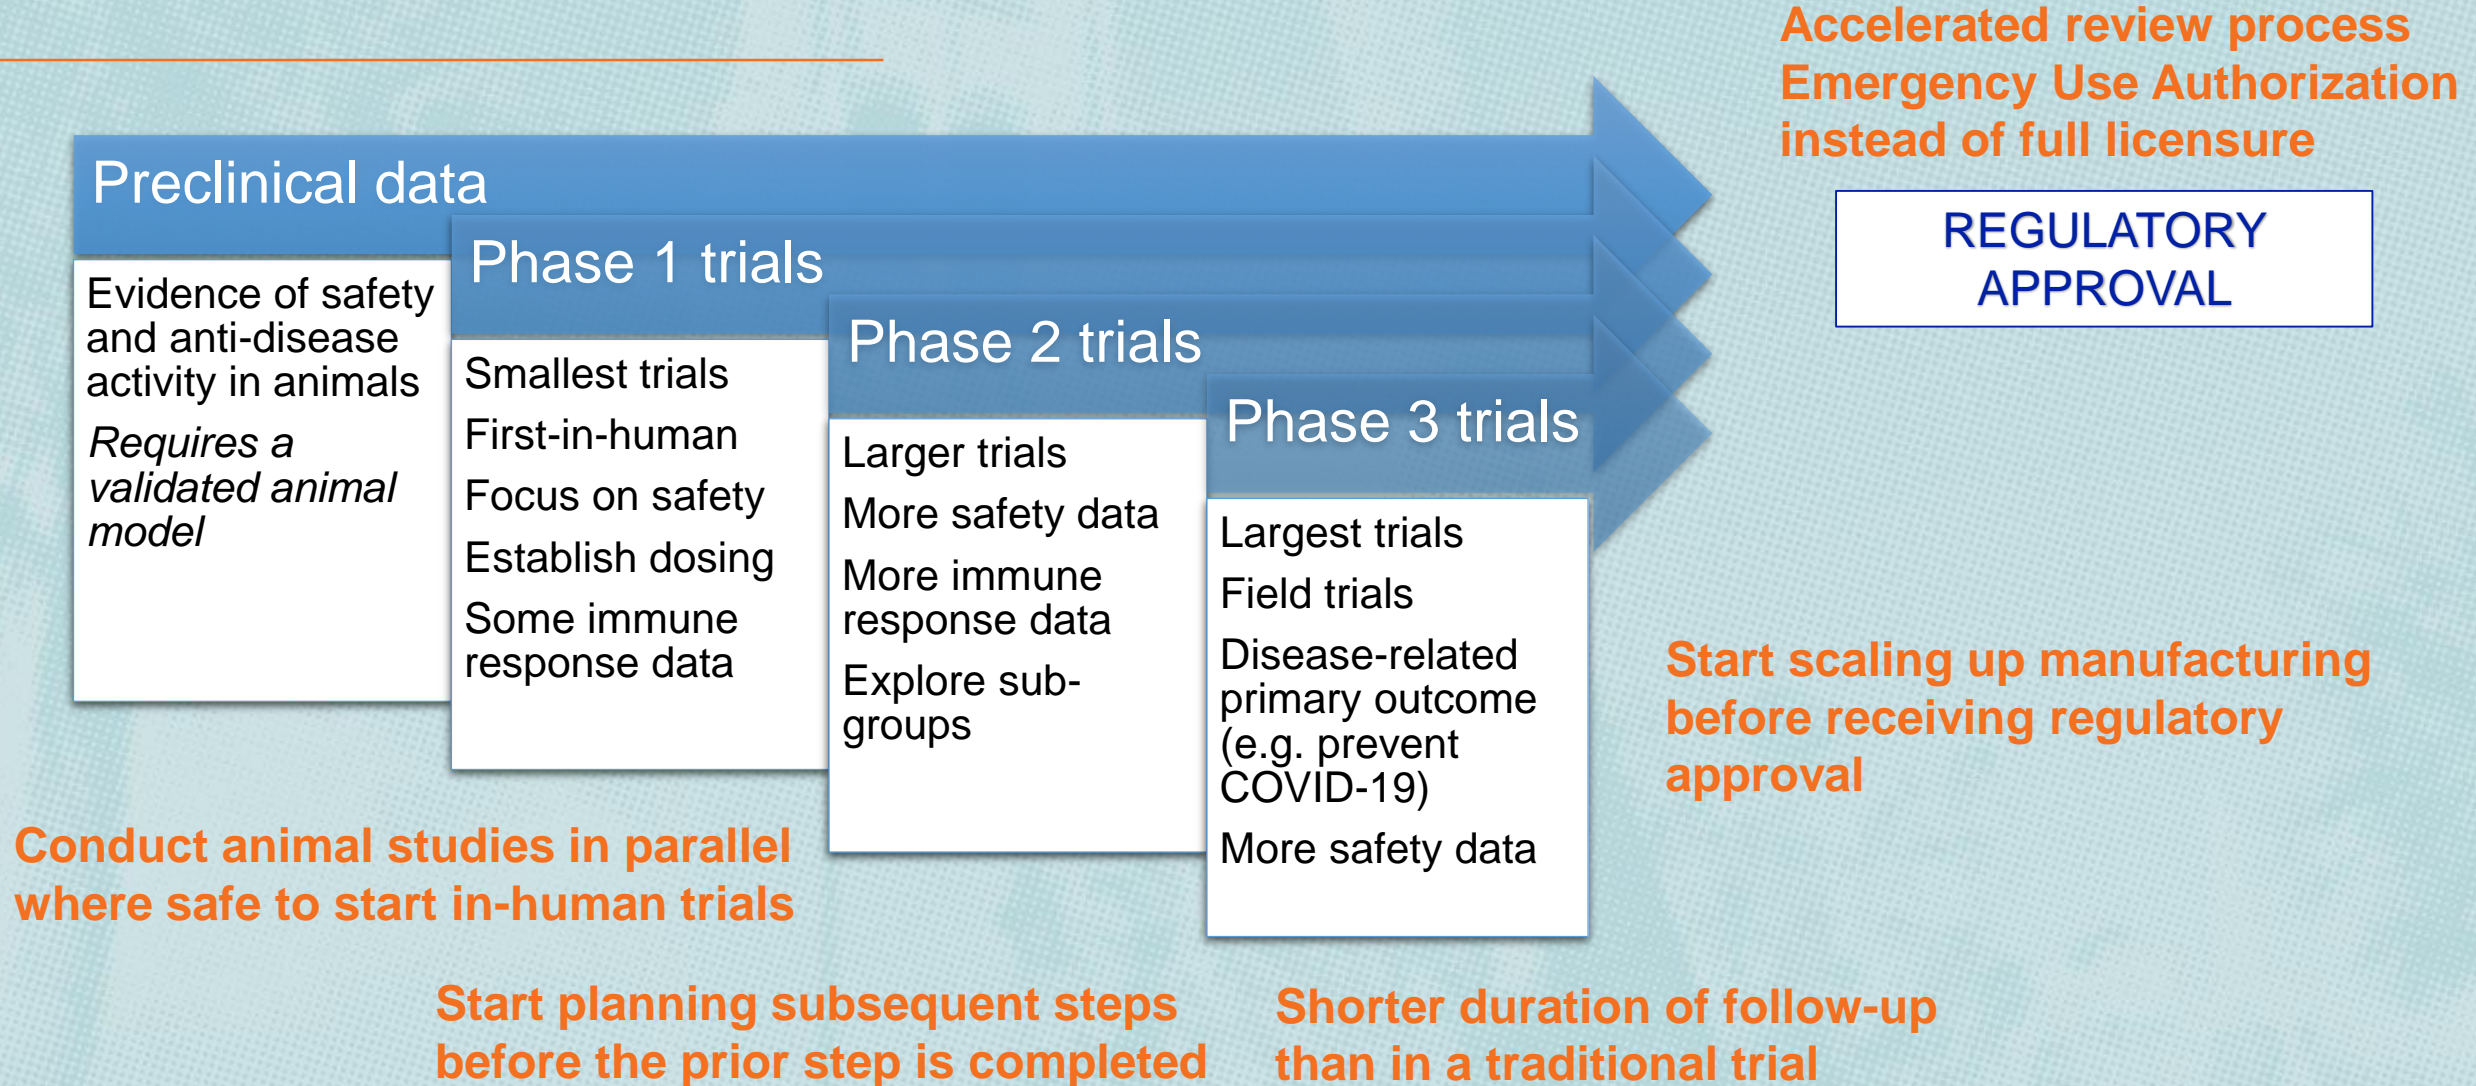 Accelerated review process
Emergency Use Authorization
instead of full licensure
REGULATORY
APPROVAL
Preclinical data
Evidence of safety
and anti-disease
activity in animals
Requires a
validated animal
model
Phase 1 trials
Smallest trials
First-in-human
Focus on safety
Establish dosing
Some immune
response data
Phase 2 trials
Larger trials
More safety data
More immune
response data
Explore sub-
groups
Phase 3 trials
Largest trials
Field trials
Disease-related
primary outcome
(e.g. prevent
COVID-19)
More safety data
Start scaling up manufacturing
before receiving regulatory
approval
Conduct animal studies in parallel
where safe to start in-human trials
Start planning subsequent steps
before the prior step is completed
Shorter duration of follow-up
than in a traditional trial